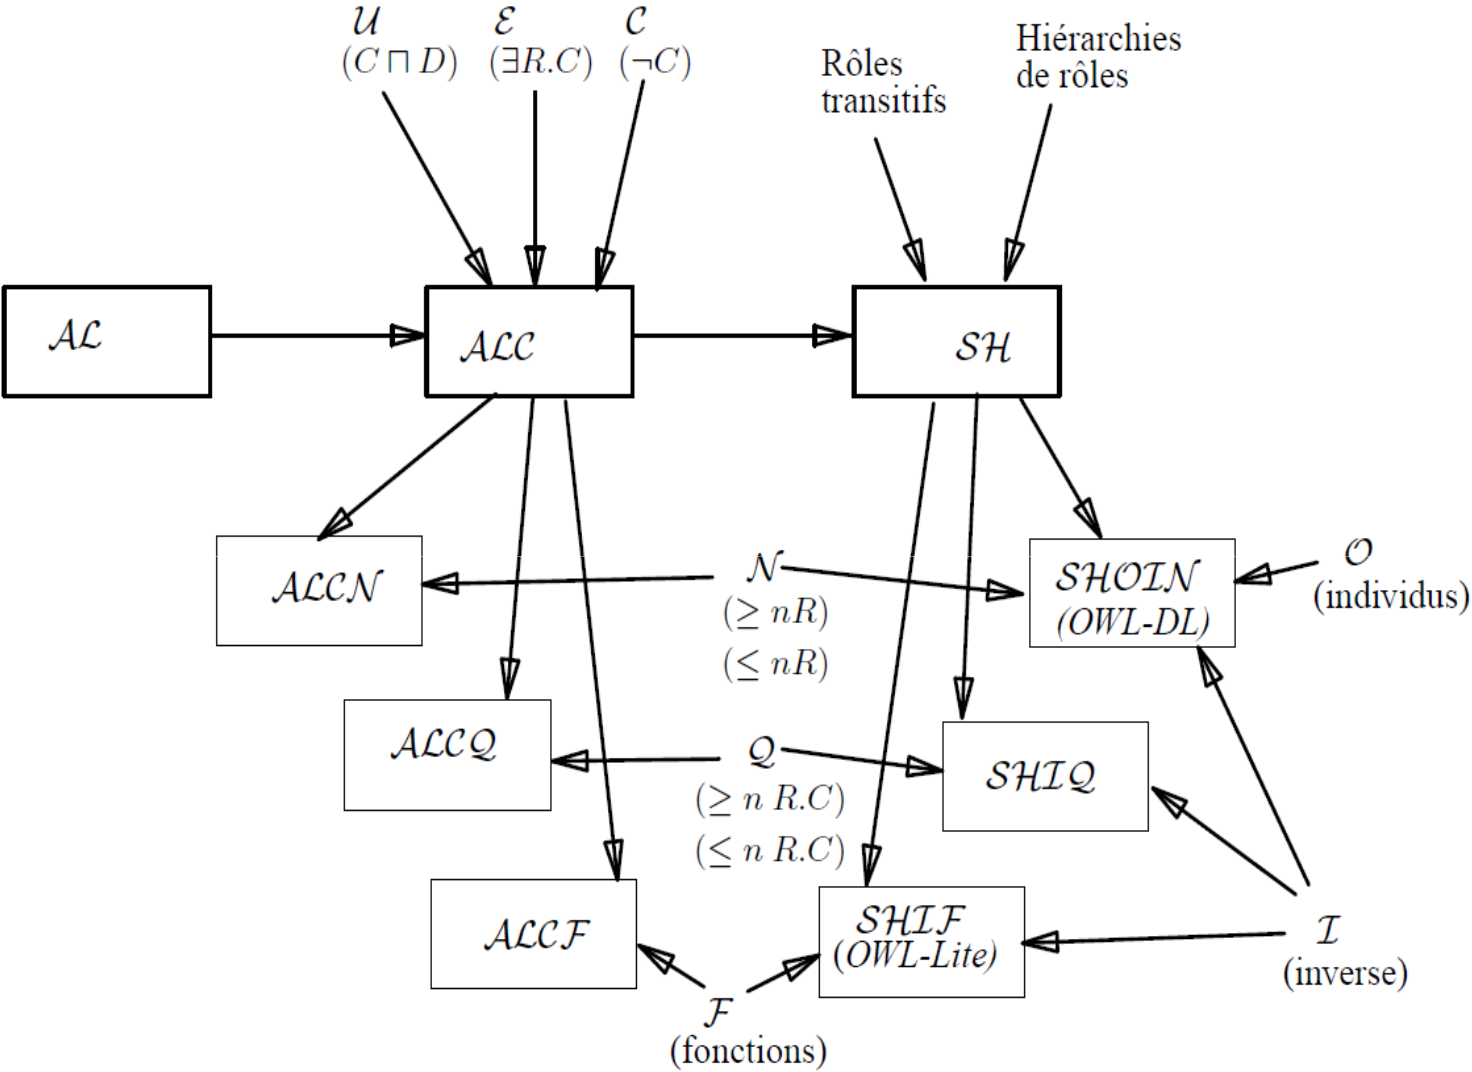 𝒰 ℰ 𝒞
(C ⊓ D) (∃R.C) (¬C)
Rôles
transitifs
Hiérarchies
de rôles
𝒜ℒ
𝒜ℒ𝒞
𝒮ℋ
𝒜ℒ𝒞𝒩
𝒩
(≥ nR)
(≤ nR)
𝒮ℋ𝒪ℐ𝒩
(OWL-DL)
𝒪
(individus)
𝒜ℒ𝒞𝒬
𝒬
(≥ n R.C)
(≤ n R.C)
𝒮ℋℐ𝒬
𝒜ℒ𝒞ℱ
𝒮ℋℐℱ
(OWL-Lite)
ℐ
(inverse)
ℱ
(fonctions)